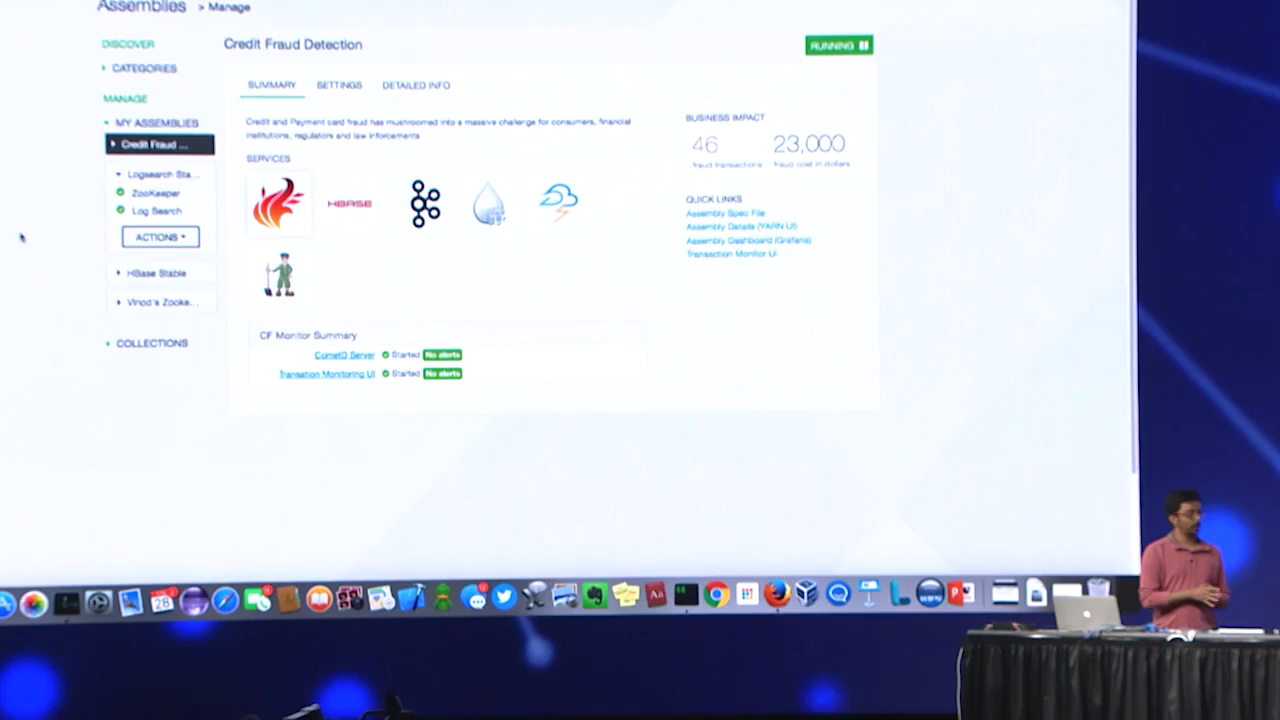 Assemblies > Manage
DISCOVER
CATEGORIES
MANAGE
MY ASSEMBLIES
Credit Fraud ...
Logsearch Sta...
ZooKeeper
Log Search
ACTIONS
HBase Stable
Vinod's Zooke...
COLLECTIONS
Credit Fraud Detection
RUNNING
SUMMARY SETTINGS DETAILED INFO
Credit and Payment card fraud has mushroomed into a massive challenge for consumers, financial
institutions, regulators and law inforcements
SERVICES
HBASE
CF Monitor Summary
CometD Server Started No alerts
Transation Monitoring UI Started No alerts
BUSINESS IMPACT
46 23,000
fraud transactions fraud cost in dollars
QUICK LINKS
Assembly Spec File
Assembly Details (YARN UI)
Assembly Dashboard (Grafana)
Transaction Monitor UI
28